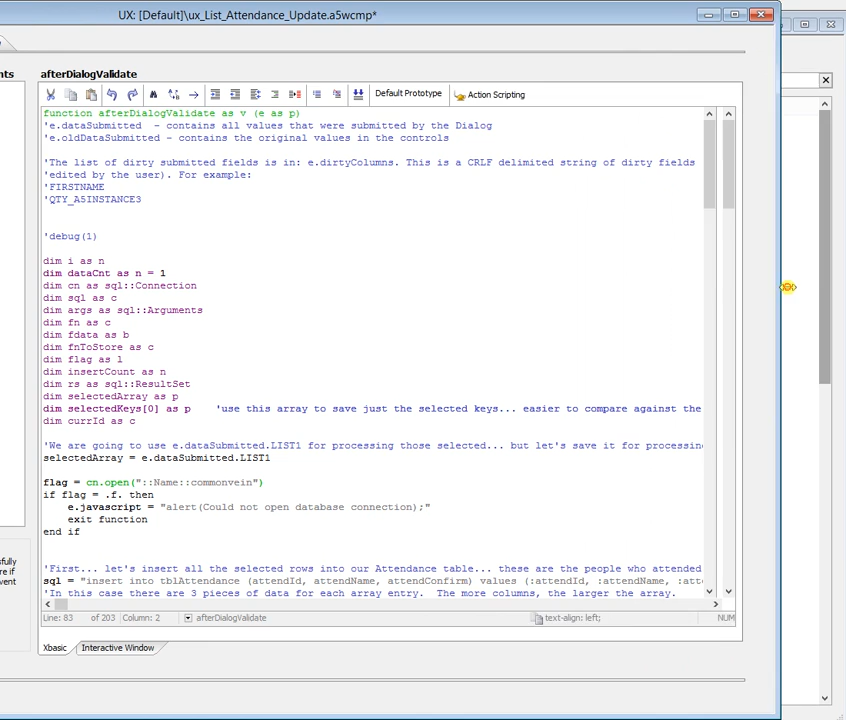 UX: [Default]\ux_List_Attendance_Update.a5wcmp*
nts
afterDialogValidate
Default Prototype
Action Scripting
function afterDialogValidate as v (e as p)
'e.dataSubmitted  - contains all values that were submitted by the Dialog
'e.oldDataSubmitted - contains the original values in the controls
'The list of dirty submitted fields is in: e.dirtyColumns. This is a CRLF delimited string of dirty fields
'edited by the user). For example:
'FIRSTNAME
'QTY_A5INSTANCE3
'debug(1)
dim i as n
dim dataCnt as n = 1
dim cn as sql::Connection
dim sql as c
dim args as sql::Arguments
dim fn as c
dim fdata as b
dim fnToStore as c
dim flag as l
dim insertCount as n
dim rs as sql::ResultSet
dim selectedArray as p
dim selectedKeys[0] as p    'use this array to save just the selected keys... easier to compare against the
dim currId as c
'We are going to use e.dataSubmitted.LIST1 for processing those selected... but let's save it for processin
selectedArray = e.dataSubmitted.LIST1
flag = cn.open("::Name::commonvein")
if flag = .f. then
e.javascript = "alert(Could not open database connection);"
exit function
end if
sfully
re if
vent
'First... let's insert all the selected rows into our Attendance table... these are the people who attended
sql = "insert into tblAttendance (attendId, attendName, attendConfirm) values (:attendId, :attendName, :att
'In this case there are 3 pieces of data for each array entry.  The more columns, the larger the array.
Line: 83 of 203 Column: 2 afterDialogValidate text-align: left; NUM
Xbasic Interactive Window